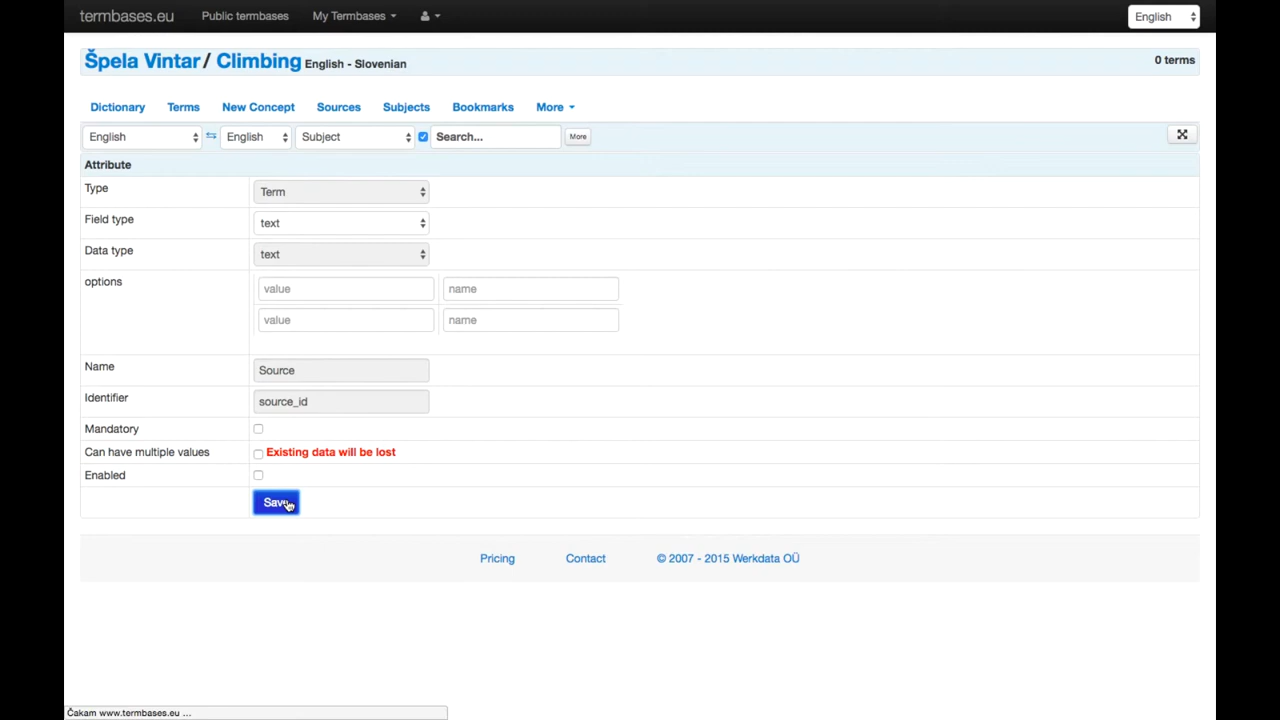 termbases.eu Public termbases My Termbases English
Špela Vintar / Climbing English - Slovenian 0 terms
Dictionary Terms New Concept Sources Subjects Bookmarks More
English English Subject Search... More
Attribute
Type Term
Field type text
Data type text
options value name
value name
Name Source
Identifier source_id
Mandatory
Can have multiple values Existing data will be lost
Enabled
Save
Pricing Contact © 2007 - 2015 Werkdata OÜ
Čakam www.termbases.eu ...